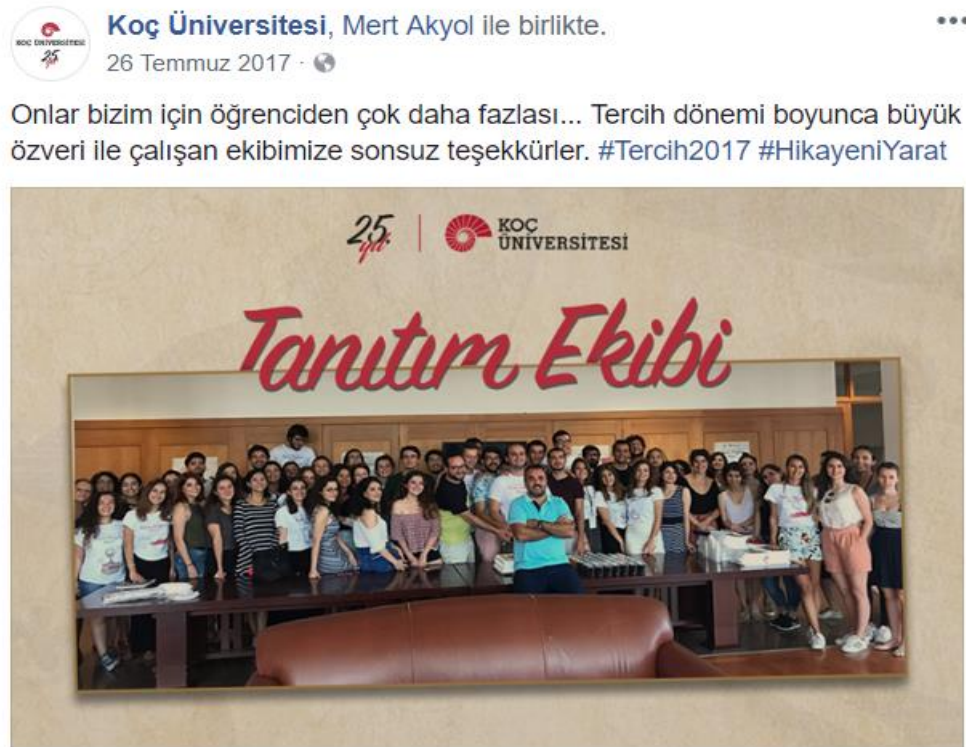 Koç Üniversitesi, Mert Akyol ile birlikte.
26 Temmuz 2017 ·
Onlar bizim için öğrenciden çok daha fazlası... Tercih dönemi boyunca büyük
özveri ile çalışan ekibimize sonsuz teşekkürler. #Tercih2017 #HikayeniYarat
25. yıl
KOÇ
ÜNİVERSİTESİ
Tanıtım Ekibi